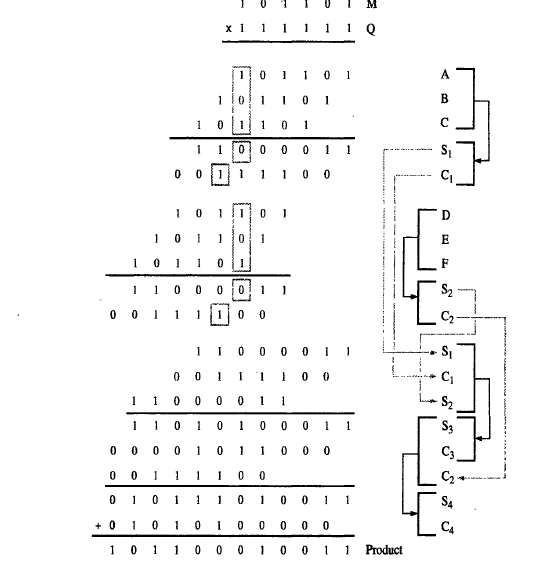 1 0 1 1 0 1 M
x 1 1 1 1 1 1 Q
1 0 1 1 0 1 A
1 0 1 1 0 1 B
1 0 1 1 0 1 C
1 1 0 0 0 0 1 1 S1
0 0 1 1 1 1 0 0 C1
1 0 1 1 0 1 D
1 0 1 1 0 1 E
1 0 1 1 0 1 F
1 1 0 0 0 0 1 1 S2
0 0 1 1 1 1 0 0 C2
1 1 0 0 0 0 1 1 S1
0 0 1 1 1 1 0 0 C1
1 1 0 0 0 0 1 1 S2
1 1 0 1 0 1 0 0 0 1 1 S3
0 0 0 0 1 0 1 1 0 0 0 C3
0 0 1 1 1 1 0 0 C2
0 1 0 1 1 1 0 1 0 0 1 1 S4
+ 0 1 0 1 0 1 0 0 0 0 0 C4
1 0 1 1 0 0 0 1 0 0 1 1 Product